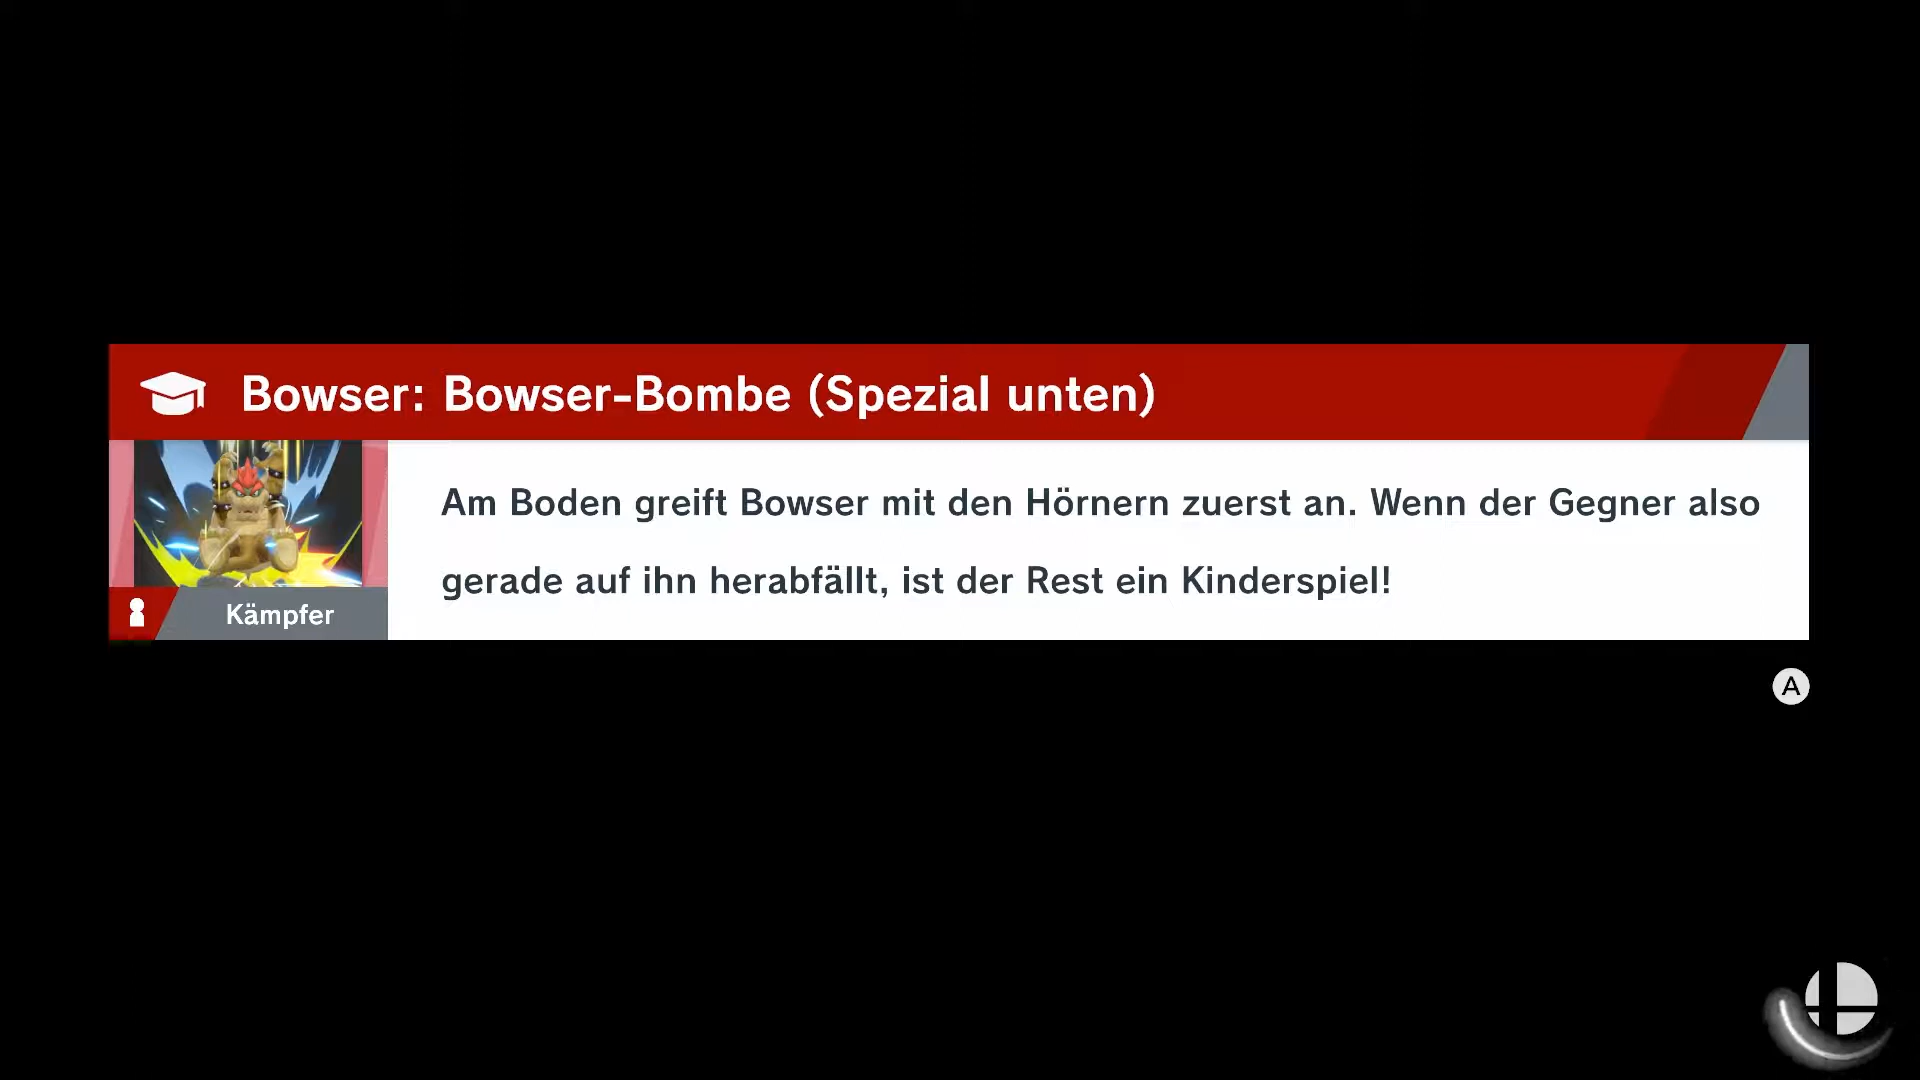 Bowser: Bowser-Bombe (Spezial unten)
Am Boden greift Bowser mit den Hörnern zuerst an. Wenn der Gegner also
gerade auf ihn herabfällt, ist der Rest ein Kinderspiel!
Kämpfer
A